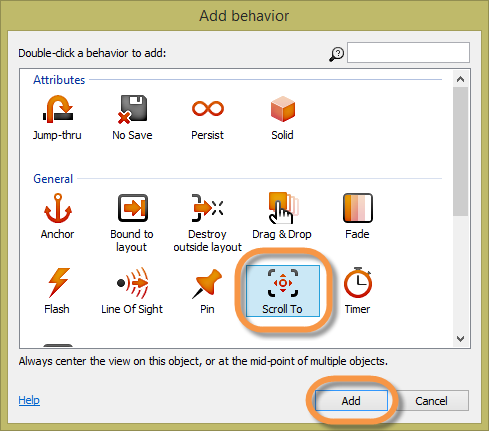 Add behavior
Double-click a behavior to add:
Attributes
Jump-thru No Save Persist Solid
General
Anchor Bound to layout Destroy outside layout Drag & Drop Fade
Flash Line Of Sight Pin Scroll To Timer
Always center the view on this object, or at the mid-point of multiple objects.
Help Add Cancel